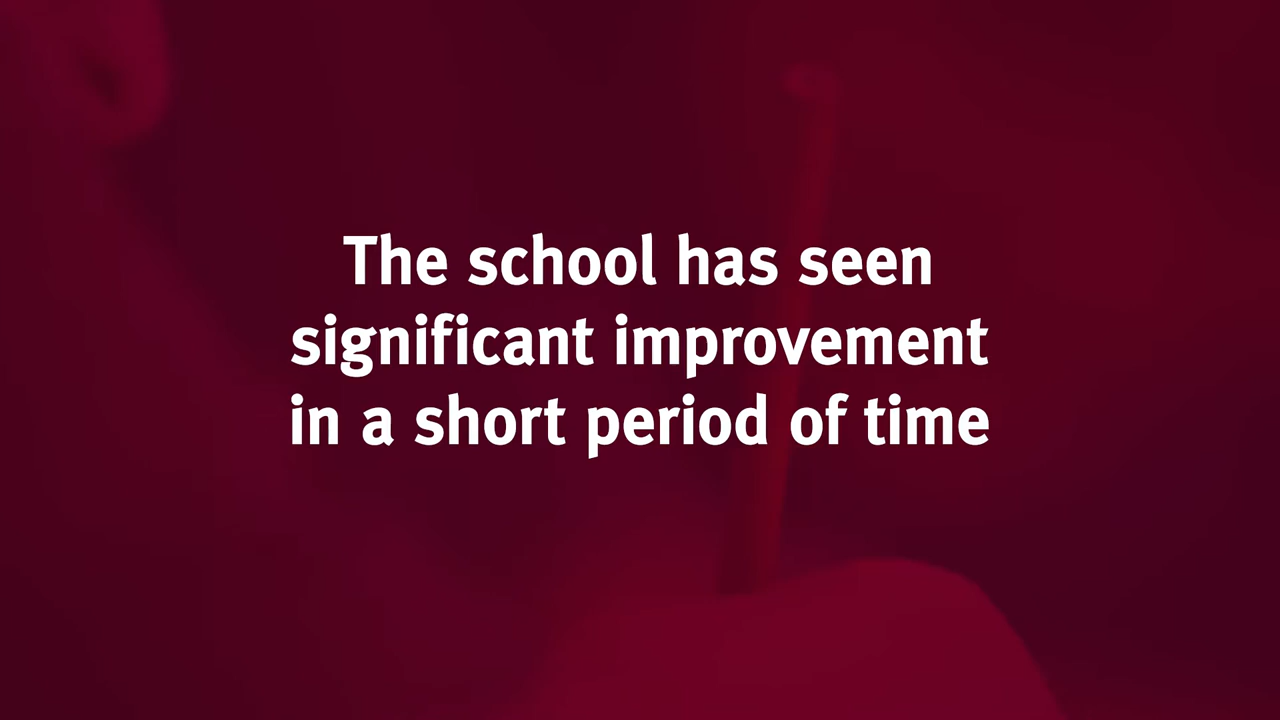 The school has seen
significant improvement
in a short period of time